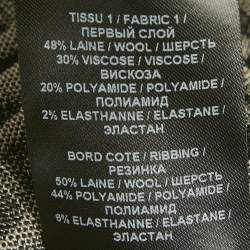 TISSU 1 / FABRIC 1 /
ПЕРВЫЙ СЛОЙ
48% LAINE / WOOL / ШЕРСТЬ
30% VISCOSE / VISCOSE /
ВИСКОЗА
20% POLYAMIDE / POLYAMIDE /
ПОЛИАМИД
2% ELASTHANNE / ELASTANE /
ЭЛАСТАН
BORD COTE / RIBBING /
РЕЗИНКА
50% LAINE / WOOL / ШЕРСТЬ
44% POLYAMIDE / POLYAMIDE /
ПОЛИАМИД
6% ELASTHANNE / ELASTANE /
ЭЛАСТАН